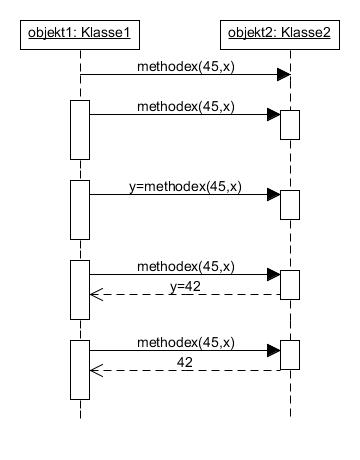 objekt1: Klasse1
objekt2: Klasse2
methodex(45,x)
methodex(45,x)
y=methodex(45,x)
methodex(45,x)
y=42
methodex(45,x)
42